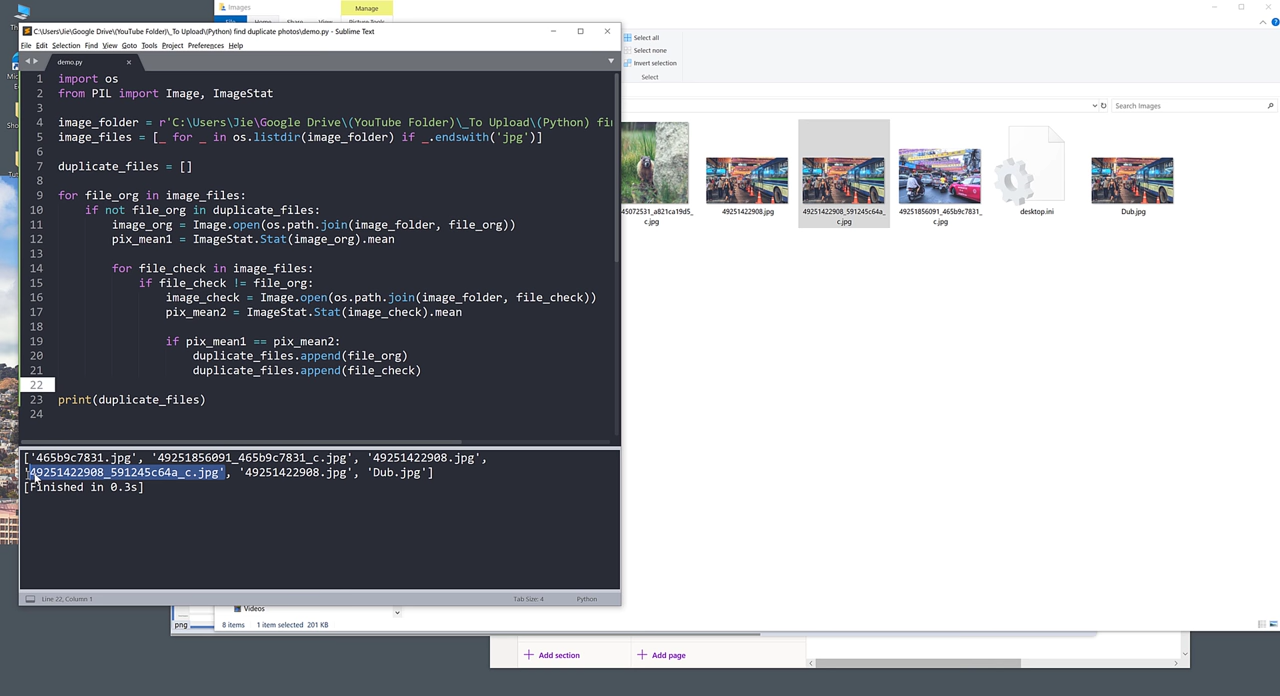 Images
Manage
File Home Share View Picture Tools
C:\Users\Jie\Google Drive\(YouTube Folder)\_To Upload\(Python) find duplicate photos\demo.py - Sublime Text
File Edit Selection Find View Goto Tools Project Preferences Help
demo.py
1 import os
2 from PIL import Image, ImageStat
3
4 image_folder = r'C:\Users\Jie\Google Drive\(YouTube Folder)\_To Upload\(Python) fi
5 image_files = [_ for _ in os.listdir(image_folder) if _.endswith('jpg')]
6
7 duplicate_files = []
8
9 for file_org in image_files:
10 if not file_org in duplicate_files:
11 image_org = Image.open(os.path.join(image_folder, file_org))
12 pix_mean1 = ImageStat.Stat(image_org).mean
13
14 for file_check in image_files:
15 if file_check != file_org:
16 image_check = Image.open(os.path.join(image_folder, file_check))
17 pix_mean2 = ImageStat.Stat(image_check).mean
18
19 if pix_mean1 == pix_mean2:
20 duplicate_files.append(file_org)
21 duplicate_files.append(file_check)
22
23 print(duplicate_files)
24
['465b9c7831.jpg', '49251856091_465b9c7831_c.jpg', '49251422908.jpg',
'49251422908_591245c64a_c.jpg', '49251422908.jpg', 'Dub.jpg']
[Finished in 0.3s]
Line 22, Column 1
Tab Size: 4
Python
Select all
Select none
Invert selection
Select
Search Images
45072531_a821ca19d5_
c.jpg
49251422908.jpg
49251422908_591245c64a_
c.jpg
49251856091_465b9c7831_
c.jpg
desktop.ini
Dub.jpg
Videos
png
8 items 1 item selected 201 KB
Add section
Add page